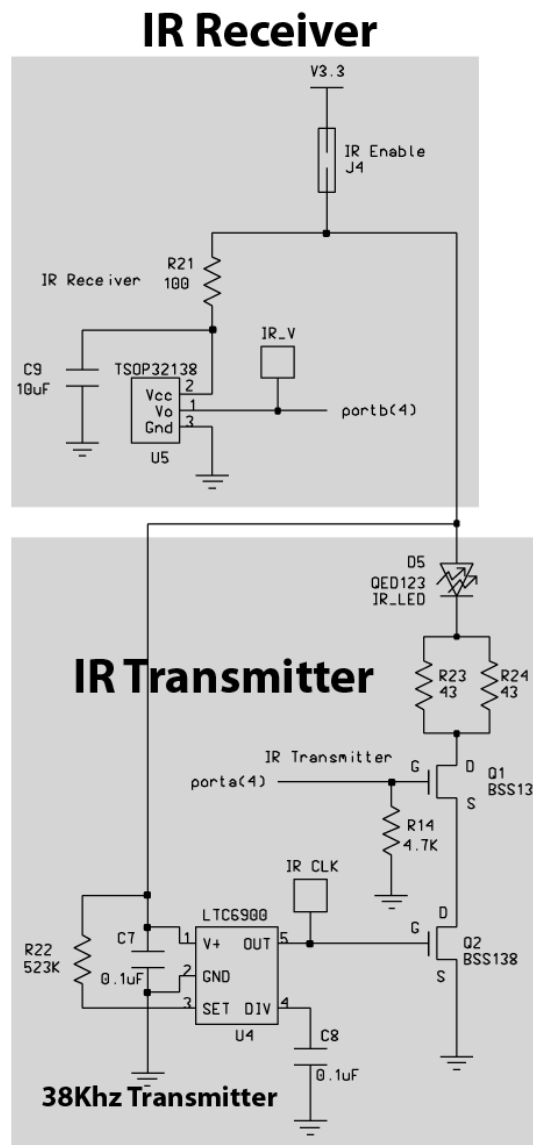 IR Receiver
V3.3
IR Enable
J4
R21
100
IR Receiver
IR_V
C9
10uF
TSOP32138
Vcc 2
Vo 1
Gnd 3
portb(4)
U5
D5
QED123
IR_LED
IR Transmitter
R23
43
R24
43
IR Transmitter
porta(4)
G
D
S
Q1
BSS13
R14
4.7K
IR CLK
LTC6900
R22
523K
C7
0.1uF
1 V+ OUT 5
2 GND
3 SET DIV 4
U4
C8
0.1uF
G
D
S
Q2
BSS138
38Khz Transmitter